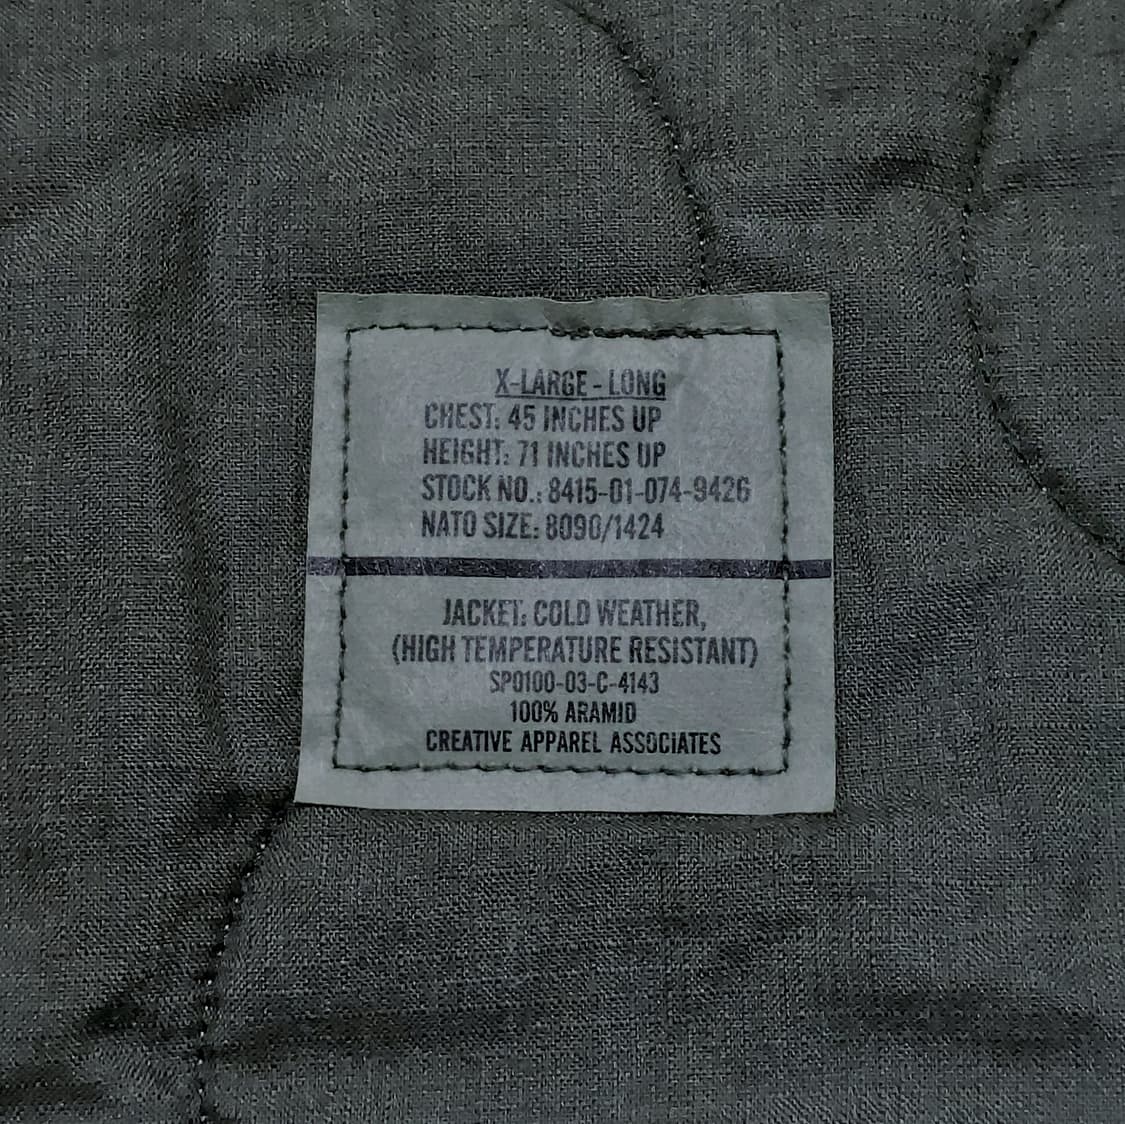 X-LARGE - LONG
CHEST: 45 INCHES UP
HEIGHT: 71 INCHES UP
STOCK NO.: 8415-01-074-9426
NATO SIZE: 8090/1424
JACKET: COLD WEATHER,
(HIGH TEMPERATURE RESISTANT)
SP0100-03-C-4143
100% ARAMID
CREATIVE APPAREL ASSOCIATES